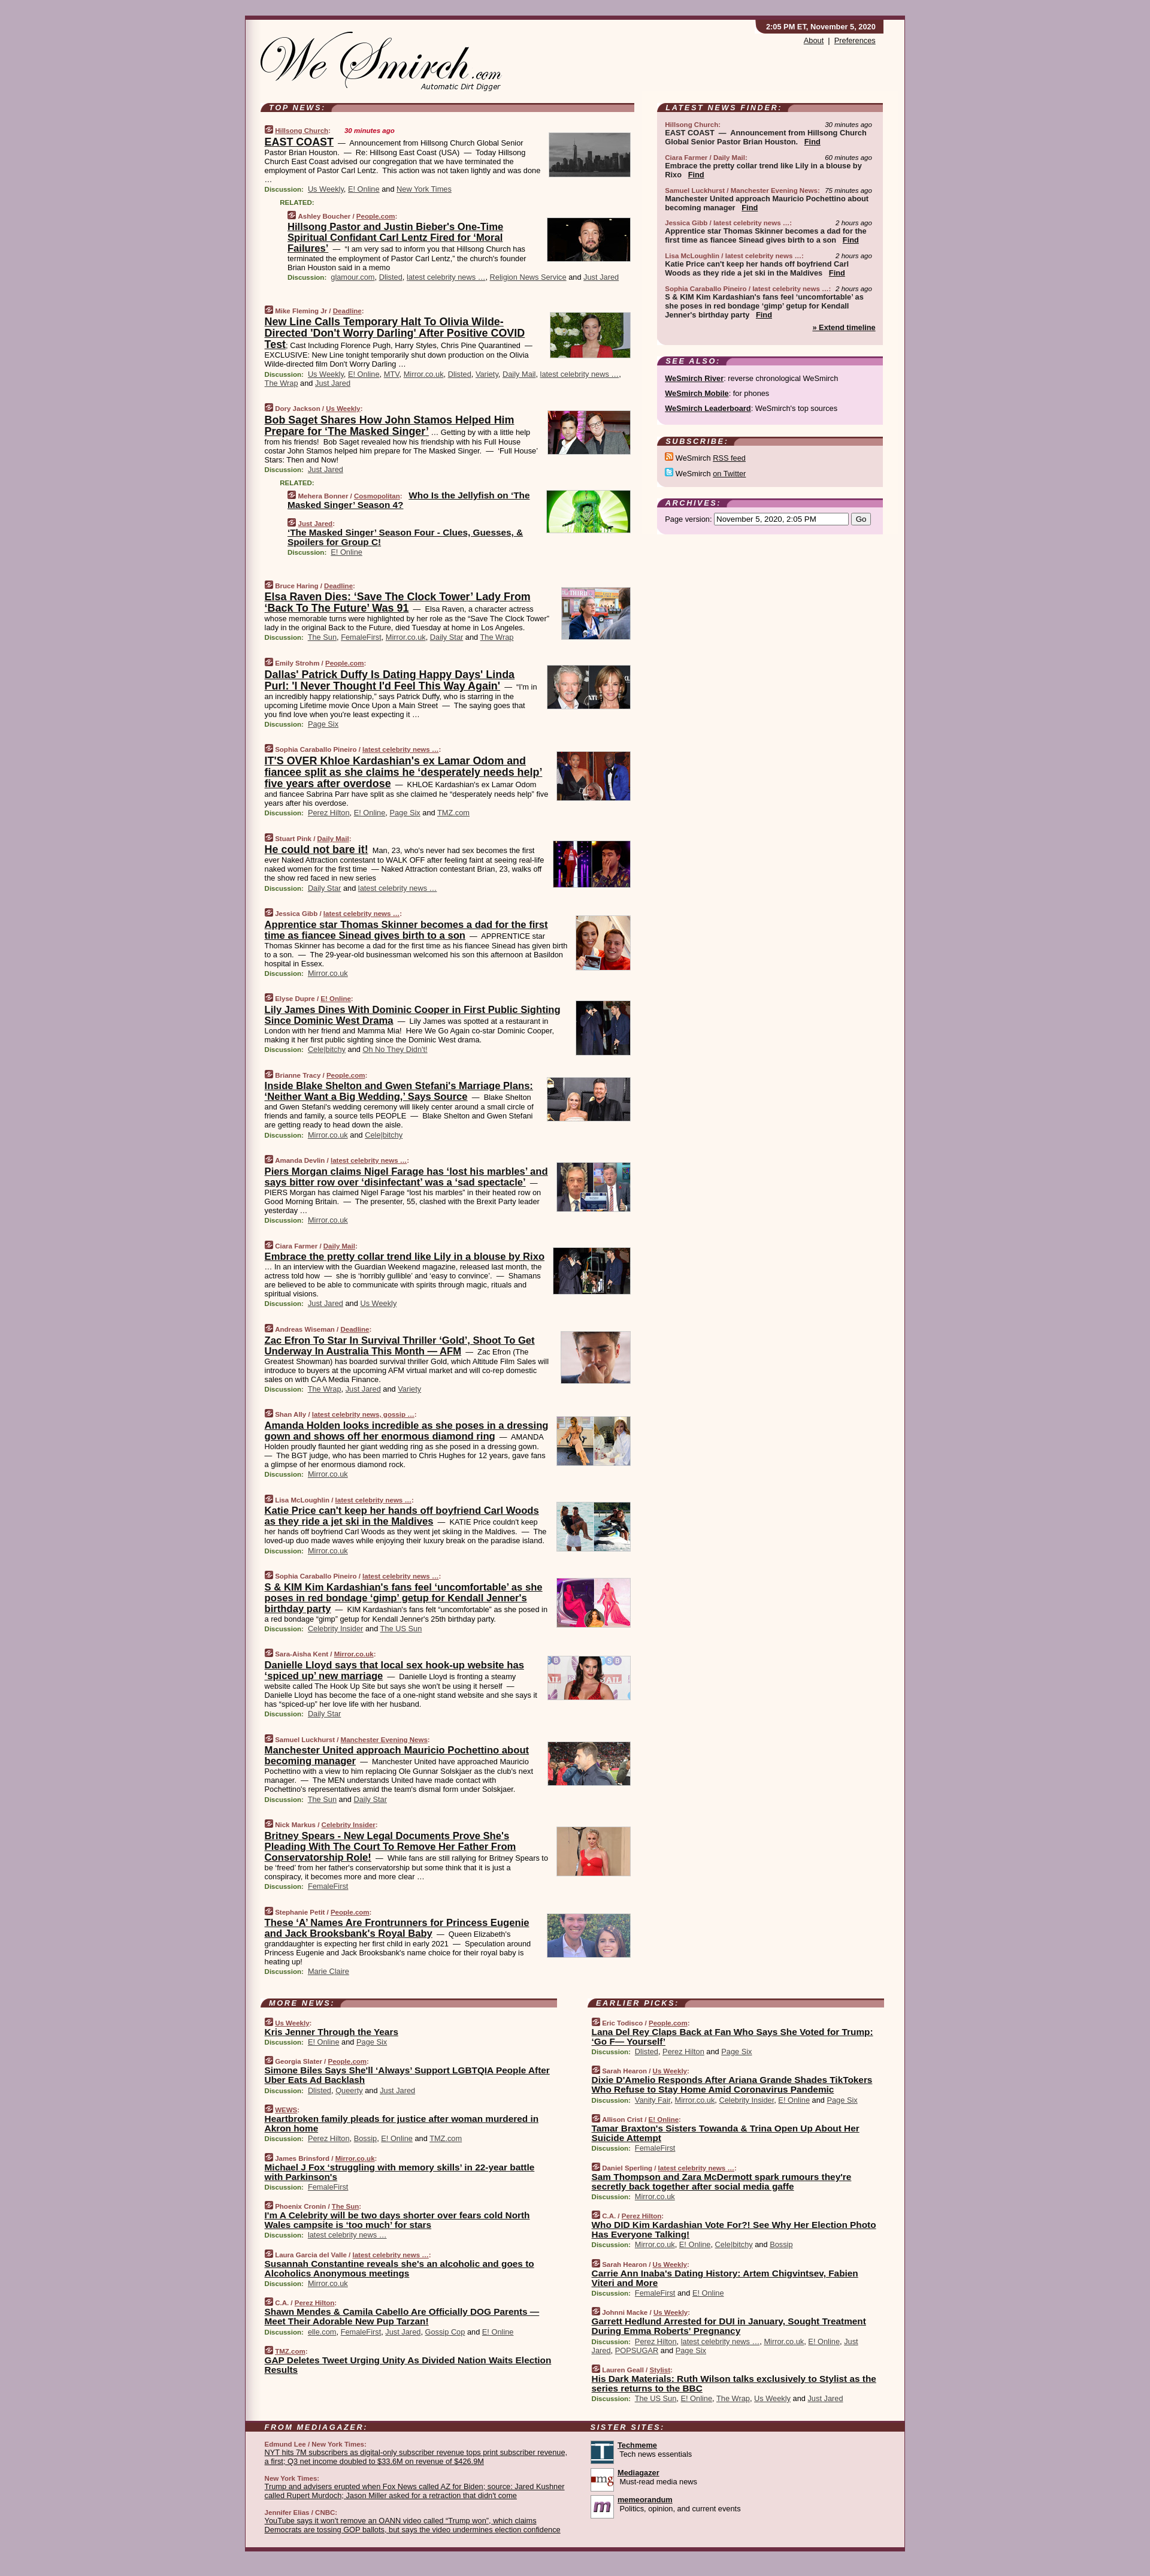 2:05 PM ET, November 5, 2020
About | Preferences
We Smirch.com
Automatic Dirt Digger
TOP NEWS:
Hillsong Church: 30 minutes ago
EAST COAST — Announcement from Hillsong Church Global Senior
Pastor Brian Houston. — Re: Hillsong East Coast (USA) — Today Hillsong
Church East Coast advised our congregation that we have terminated the
employment of Pastor Carl Lentz. This action was not taken lightly and was done
…
Discussion: Us Weekly, E! Online and New York Times
RELATED:
Ashley Boucher / People.com:
Hillsong Pastor and Justin Bieber's One-Time
Spiritual Confidant Carl Lentz Fired for ‘Moral
Failures’ — “I am very sad to inform you that Hillsong Church has
terminated the employment of Pastor Carl Lentz,” the church's founder
Brian Houston said in a memo
Discussion: glamour.com, Dlisted, latest celebrity news …, Religion News Service and Just Jared
Mike Fleming Jr / Deadline:
New Line Calls Temporary Halt To Olivia Wilde-
Directed 'Don't Worry Darling' After Positive COVID
Test; Cast Including Florence Pugh, Harry Styles, Chris Pine Quarantined —
EXCLUSIVE: New Line tonight temporarily shut down production on the Olivia
Wilde-directed film Don't Worry Darling …
Discussion: Us Weekly, E! Online, MTV, Mirror.co.uk, Dlisted, Variety, Daily Mail, latest celebrity news …,
The Wrap and Just Jared
Dory Jackson / Us Weekly:
Bob Saget Shares How John Stamos Helped Him
Prepare for ‘The Masked Singer’ … Getting by with a little help
from his friends! Bob Saget revealed how his friendship with his Full House
costar John Stamos helped him prepare for The Masked Singer. — ‘Full House’
Stars: Then and Now!
Discussion: Just Jared
RELATED:
Mehera Bonner / Cosmopolitan: Who Is the Jellyfish on ‘The
Masked Singer’ Season 4?
Just Jared:
‘The Masked Singer’ Season Four - Clues, Guesses, &
Spoilers for Group C!
Discussion: E! Online
Bruce Haring / Deadline:
Elsa Raven Dies: ‘Save The Clock Tower’ Lady From
‘Back To The Future’ Was 91 — Elsa Raven, a character actress
whose memorable turns were highlighted by her role as the “Save The Clock Tower”
lady in the original Back to the Future, died Tuesday at home in Los Angeles.
Discussion: The Sun, FemaleFirst, Mirror.co.uk, Daily Star and The Wrap
Emily Strohm / People.com:
Dallas' Patrick Duffy Is Dating Happy Days' Linda
Purl: 'I Never Thought I'd Feel This Way Again' — “I'm in
an incredibly happy relationship,” says Patrick Duffy, who is starring in the
upcoming Lifetime movie Once Upon a Main Street — The saying goes that
you find love when you're least expecting it …
Discussion: Page Six
Sophia Caraballo Pineiro / latest celebrity news …:
IT'S OVER Khloe Kardashian's ex Lamar Odom and
fiancee split as she claims he ‘desperately needs help’
five years after overdose — KHLOE Kardashian's ex Lamar Odom
and fiancee Sabrina Parr have split as she claimed he “desperately needs help” five
years after his overdose.
Discussion: Perez Hilton, E! Online, Page Six and TMZ.com
Stuart Pink / Daily Mail:
He could not bare it! Man, 23, who's never had sex becomes the first
ever Naked Attraction contestant to WALK OFF after feeling faint at seeing real-life
naked women for the first time — Naked Attraction contestant Brian, 23, walks off
the show red faced in new series
Discussion: Daily Star and latest celebrity news …
Jessica Gibb / latest celebrity news …:
Apprentice star Thomas Skinner becomes a dad for the first
time as fiancee Sinead gives birth to a son — APPRENTICE star
Thomas Skinner has become a dad for the first time as his fiancee Sinead has given birth
to a son. — The 29-year-old businessman welcomed his son this afternoon at Basildon
hospital in Essex.
Discussion: Mirror.co.uk
Elyse Dupre / E! Online:
Lily James Dines With Dominic Cooper in First Public Sighting
Since Dominic West Drama — Lily James was spotted at a restaurant in
London with her friend and Mamma Mia! Here We Go Again co-star Dominic Cooper,
making it her first public sighting since the Dominic West drama.
Discussion: Cele|bitchy and Oh No They Didn't!
Brianne Tracy / People.com:
Inside Blake Shelton and Gwen Stefani's Marriage Plans:
‘Neither Want a Big Wedding,’ Says Source — Blake Shelton
and Gwen Stefani's wedding ceremony will likely center around a small circle of
friends and family, a source tells PEOPLE — Blake Shelton and Gwen Stefani
are getting ready to head down the aisle.
Discussion: Mirror.co.uk and Cele|bitchy
Amanda Devlin / latest celebrity news …:
Piers Morgan claims Nigel Farage has ‘lost his marbles’ and
says bitter row over ‘disinfectant’ was a ‘sad spectacle’ —
PIERS Morgan has claimed Nigel Farage “lost his marbles” in their heated row on
Good Morning Britain. — The presenter, 55, clashed with the Brexit Party leader
yesterday …
Discussion: Mirror.co.uk
Ciara Farmer / Daily Mail:
Embrace the pretty collar trend like Lily in a blouse by Rixo
… In an interview with the Guardian Weekend magazine, released last month, the
actress told how — she is ‘horribly gullible’ and ‘easy to convince’. — Shamans
are believed to be able to communicate with spirits through magic, rituals and
spiritual visions.
Discussion: Just Jared and Us Weekly
Andreas Wiseman / Deadline:
Zac Efron To Star In Survival Thriller ‘Gold’, Shoot To Get
Underway In Australia This Month — AFM — Zac Efron (The
Greatest Showman) has boarded survival thriller Gold, which Altitude Film Sales will
introduce to buyers at the upcoming AFM virtual market and will co-rep domestic
sales on with CAA Media Finance.
Discussion: The Wrap, Just Jared and Variety
Shan Ally / latest celebrity news, gossip …:
Amanda Holden looks incredible as she poses in a dressing
gown and shows off her enormous diamond ring — AMANDA
Holden proudly flaunted her giant wedding ring as she posed in a dressing gown.
— The BGT judge, who has been married to Chris Hughes for 12 years, gave fans
a glimpse of her enormous diamond rock.
Discussion: Mirror.co.uk
Lisa McLoughlin / latest celebrity news …:
Katie Price can't keep her hands off boyfriend Carl Woods
as they ride a jet ski in the Maldives — KATIE Price couldn't keep
her hands off boyfriend Carl Woods as they went jet skiing in the Maldives. — The
loved-up duo made waves while enjoying their luxury break on the paradise island.
Discussion: Mirror.co.uk
Sophia Caraballo Pineiro / latest celebrity news …:
S & KIM Kim Kardashian's fans feel ‘uncomfortable’ as she
poses in red bondage ‘gimp’ getup for Kendall Jenner's
birthday party — KIM Kardashian's fans felt “uncomfortable” as she posed in
a red bondage “gimp” getup for Kendall Jenner's 25th birthday party.
Discussion: Celebrity Insider and The US Sun
Sara-Aisha Kent / Mirror.co.uk:
Danielle Lloyd says that local sex hook-up website has
‘spiced up’ new marriage — Danielle Lloyd is fronting a steamy
website called The Hook Up Site but says she won't be using it herself —
Danielle Lloyd has become the face of a one-night stand website and she says it
has “spiced-up” her love life with her husband.
Discussion: Daily Star
Samuel Luckhurst / Manchester Evening News:
Manchester United approach Mauricio Pochettino about
becoming manager — Manchester United have approached Mauricio
Pochettino with a view to him replacing Ole Gunnar Solskjaer as the club's next
manager. — The MEN understands United have made contact with
Pochettino's representatives amid the team's dismal form under Solskjaer.
Discussion: The Sun and Daily Star
Nick Markus / Celebrity Insider:
Britney Spears - New Legal Documents Prove She's
Pleading With The Court To Remove Her Father From
Conservatorship Role! — While fans are still rallying for Britney Spears to
be ‘freed’ from her father's conservatorship but some think that it is just a
conspiracy, it becomes more and more clear …
Discussion: FemaleFirst
Stephanie Petit / People.com:
These ‘A’ Names Are Frontrunners for Princess Eugenie
and Jack Brooksbank's Royal Baby — Queen Elizabeth's
granddaughter is expecting her first child in early 2021 — Speculation around
Princess Eugenie and Jack Brooksbank's name choice for their royal baby is
heating up!
Discussion: Marie Claire
LATEST NEWS FINDER:
Hillsong Church: 30 minutes ago
EAST COAST — Announcement from Hillsong Church
Global Senior Pastor Brian Houston. Find
Ciara Farmer / Daily Mail: 60 minutes ago
Embrace the pretty collar trend like Lily in a blouse by
Rixo Find
Samuel Luckhurst / Manchester Evening News: 75 minutes ago
Manchester United approach Mauricio Pochettino about
becoming manager Find
Jessica Gibb / latest celebrity news …: 2 hours ago
Apprentice star Thomas Skinner becomes a dad for the
first time as fiancee Sinead gives birth to a son Find
Lisa McLoughlin / latest celebrity news …: 2 hours ago
Katie Price can't keep her hands off boyfriend Carl
Woods as they ride a jet ski in the Maldives Find
Sophia Caraballo Pineiro / latest celebrity news …: 2 hours ago
S & KIM Kim Kardashian's fans feel ‘uncomfortable’ as
she poses in red bondage ‘gimp’ getup for Kendall
Jenner's birthday party Find
» Extend timeline
SEE ALSO:
WeSmirch River: reverse chronological WeSmirch
WeSmirch Mobile: for phones
WeSmirch Leaderboard: WeSmirch's top sources
SUBSCRIBE:
WeSmirch RSS feed
WeSmirch on Twitter
ARCHIVES:
Page version: November 5, 2020, 2:05 PM Go
MORE NEWS:
Us Weekly:
Kris Jenner Through the Years
Discussion: E! Online and Page Six
Georgia Slater / People.com:
Simone Biles Says She'll ‘Always’ Support LGBTQIA People After
Uber Eats Ad Backlash
Discussion: Dlisted, Queerty and Just Jared
WEWS:
Heartbroken family pleads for justice after woman murdered in
Akron home
Discussion: Perez Hilton, Bossip, E! Online and TMZ.com
James Brinsford / Mirror.co.uk:
Michael J Fox ‘struggling with memory skills’ in 22-year battle
with Parkinson's
Discussion: FemaleFirst
Phoenix Cronin / The Sun:
I'm A Celebrity will be two days shorter over fears cold North
Wales campsite is ‘too much’ for stars
Discussion: latest celebrity news …
Laura Garcia del Valle / latest celebrity news …:
Susannah Constantine reveals she's an alcoholic and goes to
Alcoholics Anonymous meetings
Discussion: Mirror.co.uk
C.A. / Perez Hilton:
Shawn Mendes & Camila Cabello Are Officially DOG Parents —
Meet Their Adorable New Pup Tarzan!
Discussion: elle.com, FemaleFirst, Just Jared, Gossip Cop and E! Online
TMZ.com:
GAP Deletes Tweet Urging Unity As Divided Nation Waits Election
Results
EARLIER PICKS:
Eric Todisco / People.com:
Lana Del Rey Claps Back at Fan Who Says She Voted for Trump:
‘Go F— Yourself’
Discussion: Dlisted, Perez Hilton and Page Six
Sarah Hearon / Us Weekly:
Dixie D'Amelio Responds After Ariana Grande Shades TikTokers
Who Refuse to Stay Home Amid Coronavirus Pandemic
Discussion: Vanity Fair, Mirror.co.uk, Celebrity Insider, E! Online and Page Six
Allison Crist / E! Online:
Tamar Braxton's Sisters Towanda & Trina Open Up About Her
Suicide Attempt
Discussion: FemaleFirst
Daniel Sperling / latest celebrity news …:
Sam Thompson and Zara McDermott spark rumours they're
secretly back together after social media gaffe
Discussion: Mirror.co.uk
C.A. / Perez Hilton:
Who DID Kim Kardashian Vote For?! See Why Her Election Photo
Has Everyone Talking!
Discussion: Mirror.co.uk, E! Online, Cele|bitchy and Bossip
Sarah Hearon / Us Weekly:
Carrie Ann Inaba's Dating History: Artem Chigvintsev, Fabien
Viteri and More
Discussion: FemaleFirst and E! Online
Johnni Macke / Us Weekly:
Garrett Hedlund Arrested for DUI in January, Sought Treatment
During Emma Roberts' Pregnancy
Discussion: Perez Hilton, latest celebrity news …, Mirror.co.uk, E! Online, Just
Jared, POPSUGAR and Page Six
Lauren Geall / Stylist:
His Dark Materials: Ruth Wilson talks exclusively to Stylist as the
series returns to the BBC
Discussion: The US Sun, E! Online, The Wrap, Us Weekly and Just Jared
FROM MEDIAGAZER:
Edmund Lee / New York Times:
NYT hits 7M subscribers as digital-only subscriber revenue tops print subscriber revenue,
a first; Q3 net income doubled to $33.6M on revenue of $426.9M
New York Times:
Trump and advisers erupted when Fox News called AZ for Biden; source: Jared Kushner
called Rupert Murdoch; Jason Miller asked for a retraction that didn't come
Jennifer Elias / CNBC:
YouTube says it won't remove an OANN video called “Trump won”, which claims
Democrats are tossing GOP ballots, but says the video undermines election confidence
SISTER SITES:
T
Techmeme
Tech news essentials
mg
Mediagazer
Must-read media news
m
memeorandum
Politics, opinion, and current events